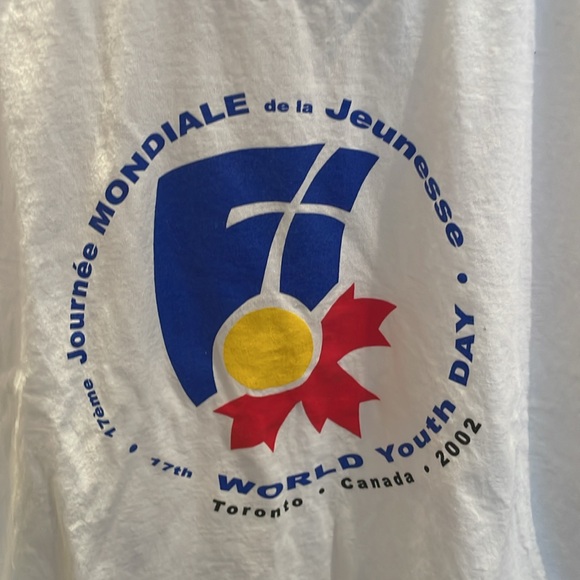 17ème Journée MONDIALE de la Jeunesse •
17th WORLD Youth DAY •
Toronto • Canada • 2002